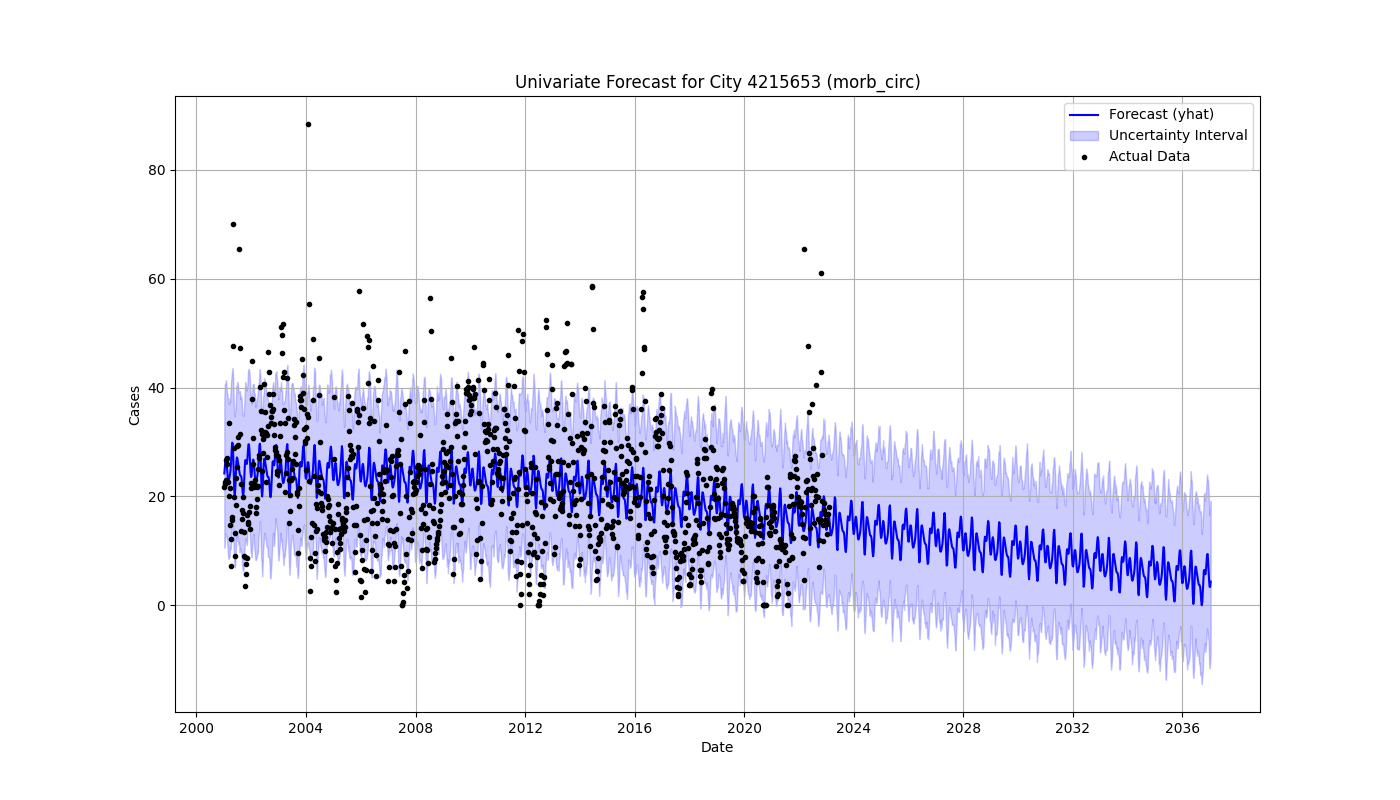 Univariate Forecast for City 4215653 (morb_circ)
Forecast (yhat)
Uncertainty Interval
Actual Data
80
60
40
20
0
Cases
2000 2004 2008 2012 2016 2020 2024 2028 2032 2036
Date